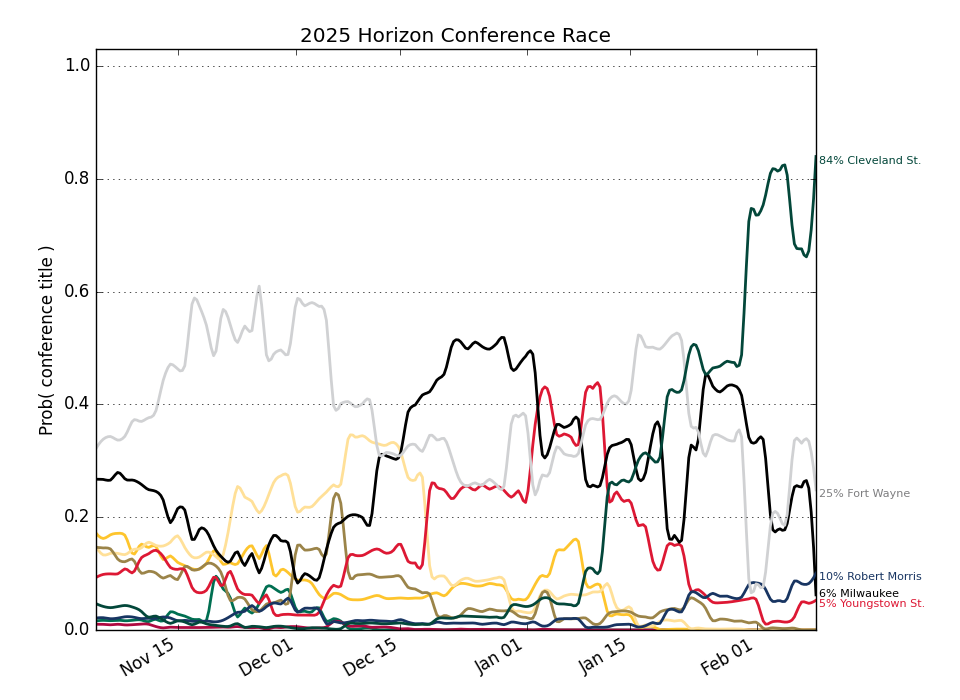 2025 Horizon Conference Race
Prob( conference title )
1.0
0.8
0.6
0.4
0.2
0.0
Nov 15
Dec 01
Dec 15
Jan 01
Jan 15
Feb 01
84% Cleveland St.
25% Fort Wayne
10% Robert Morris
6% Milwaukee
5% Youngstown St.